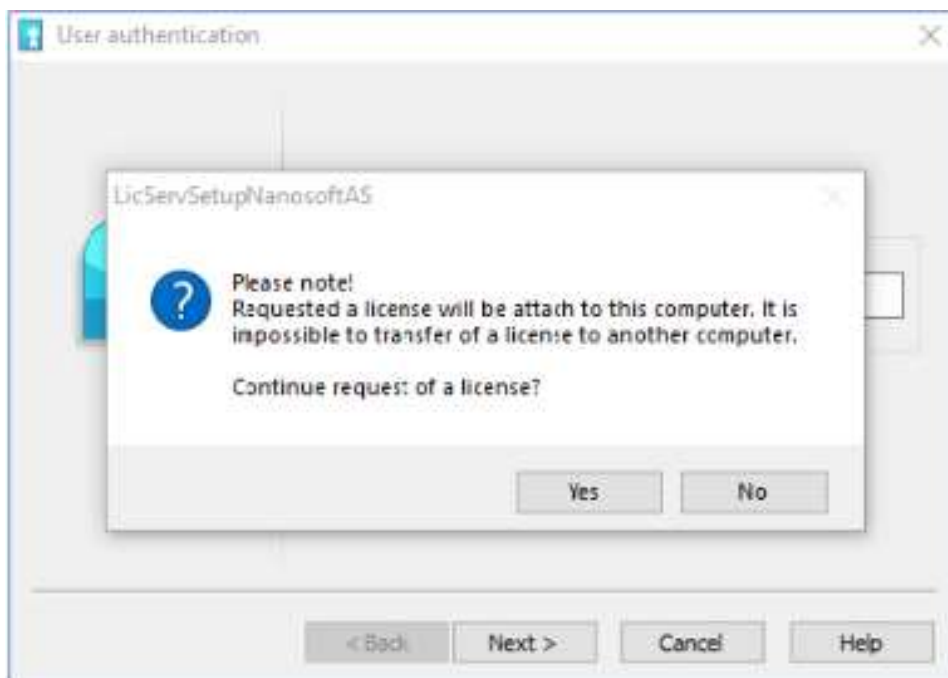 User authentication
LicServSetupNanosoftAS
Please note!
Requested a license will be attach to this computer. It is
impossible to transfer of a license to another computer.
Continue request of a license?
Yes No
< Back Next > Cancel Help